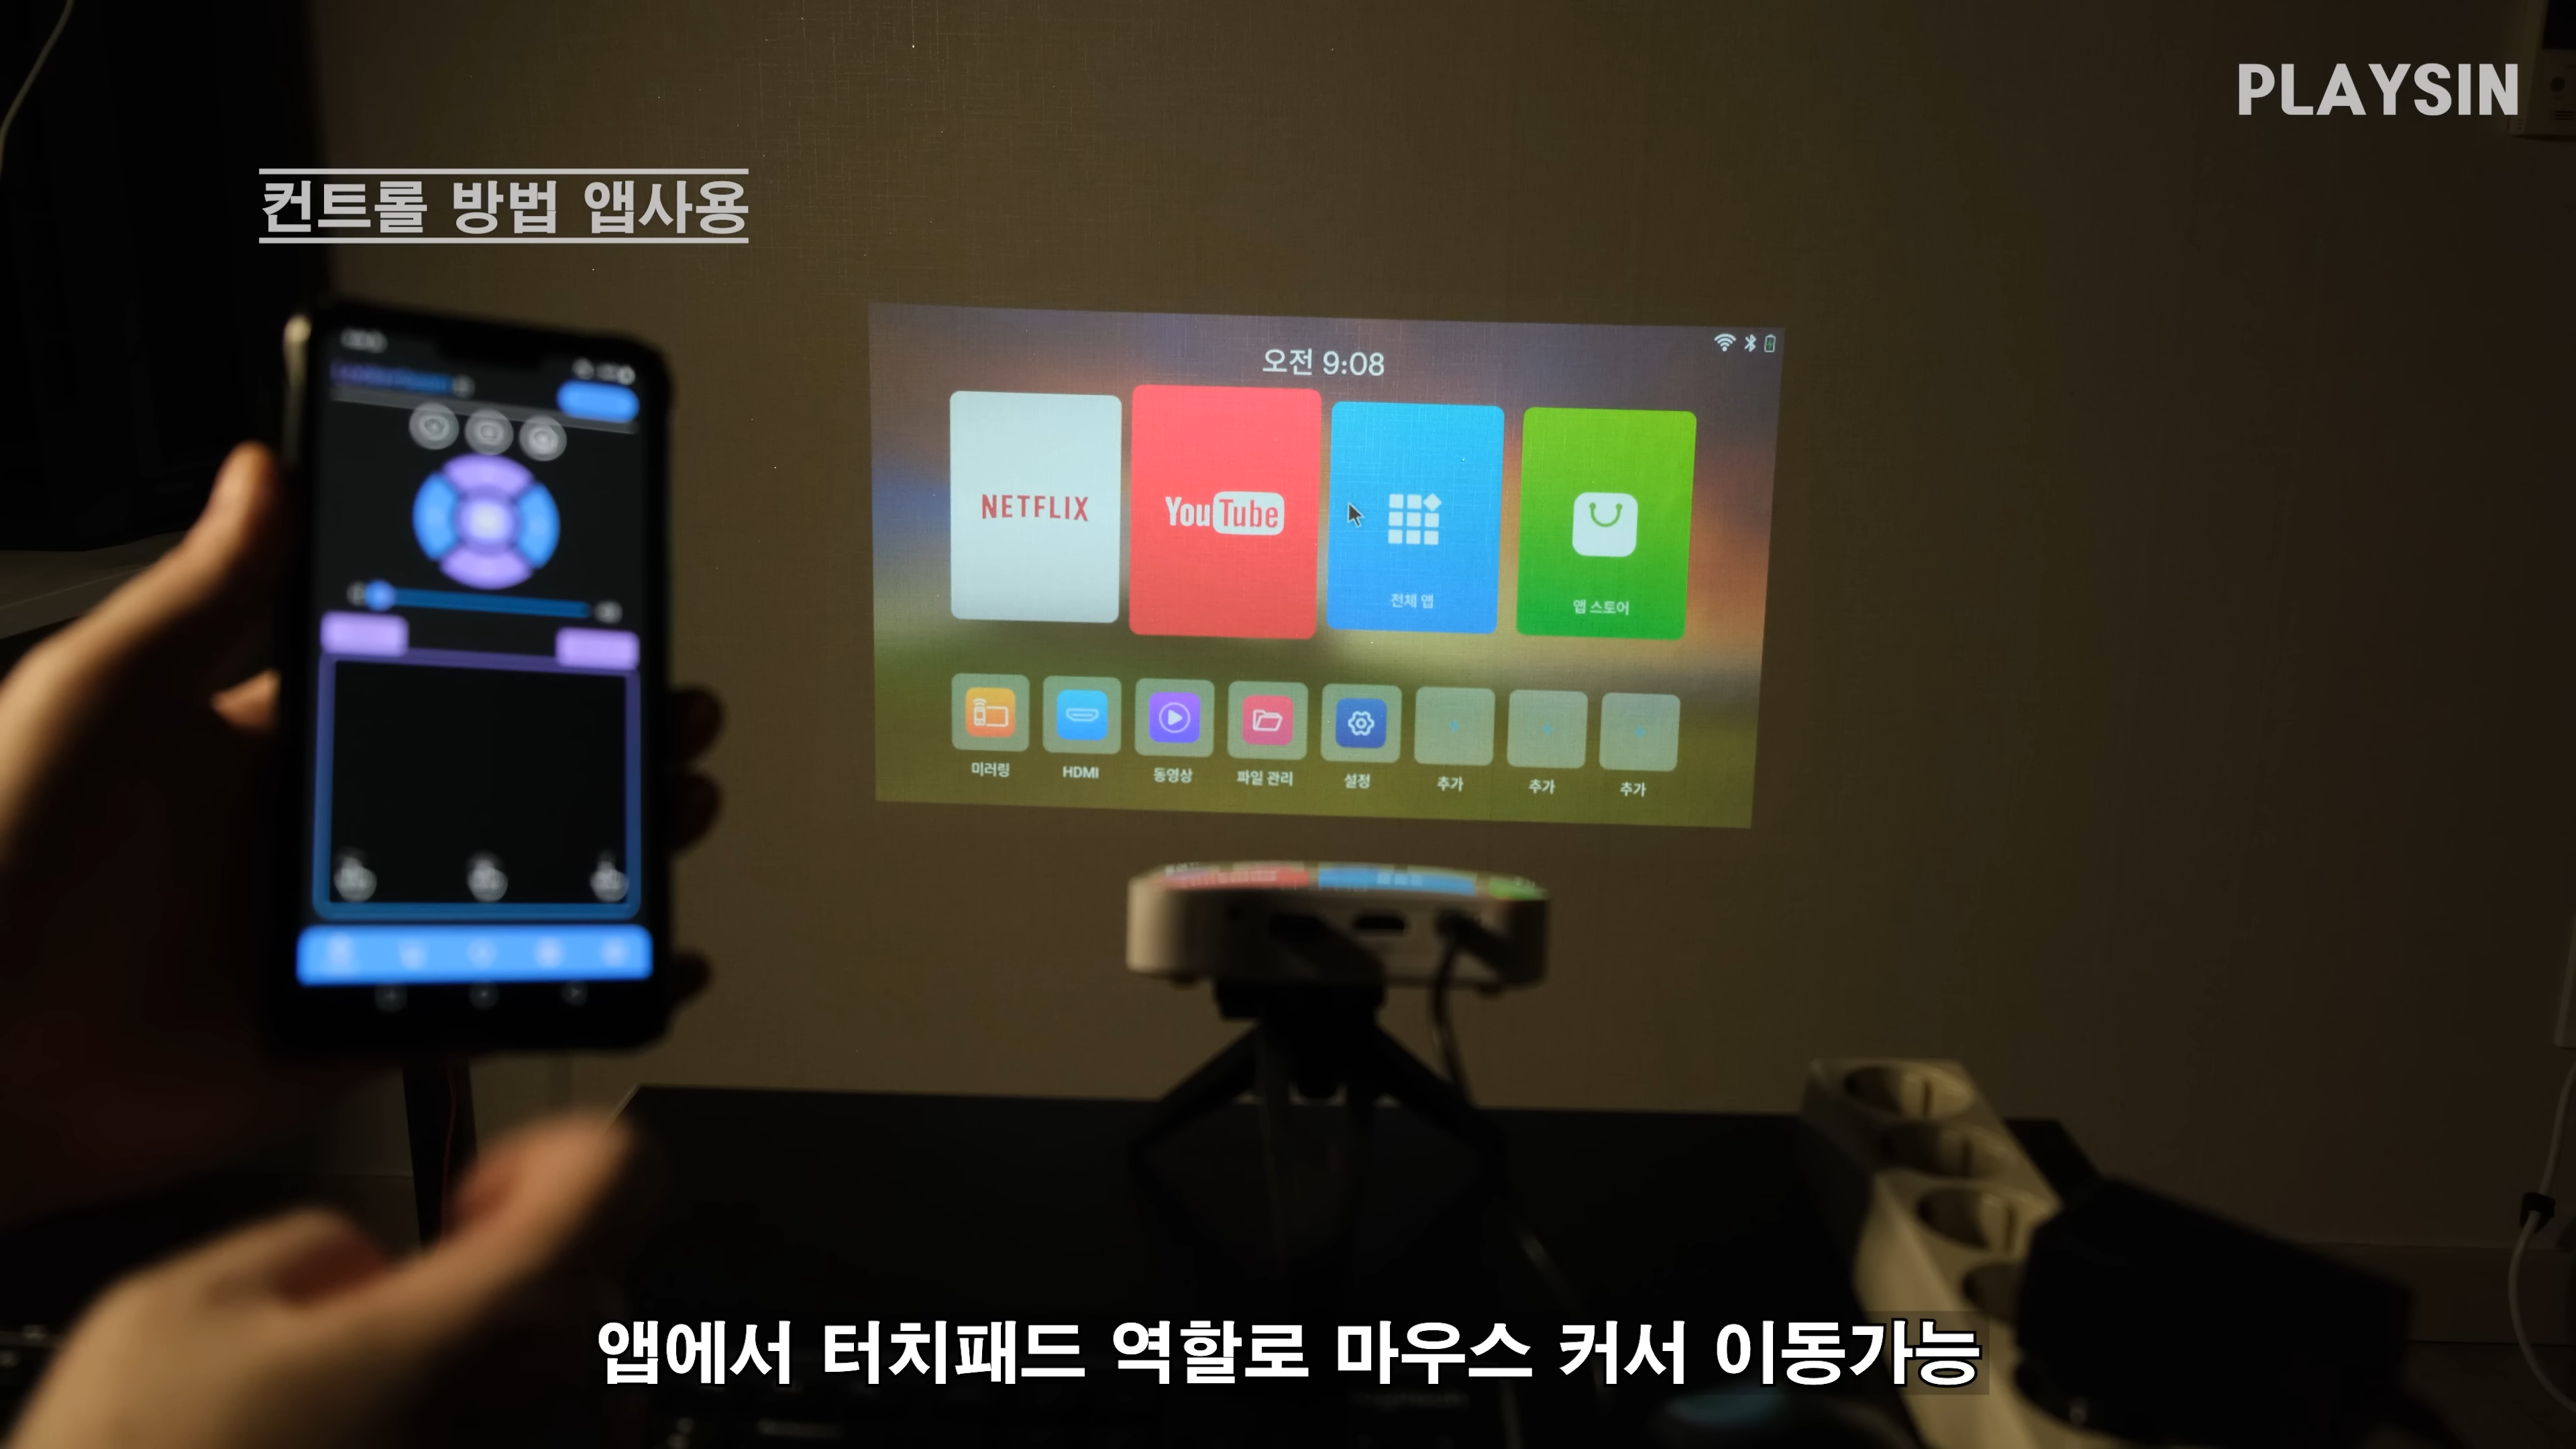 PLAYSIN
컨트롤 방법 앱사용
오전 9:08
NETFLIX
YouTube
전체 앱
앱 스토어
미러링
HDMI
동영상
파일 관리
설정
추가
추가
추가
앱에서 터치패드 역할로 마우스 커서 이동가능